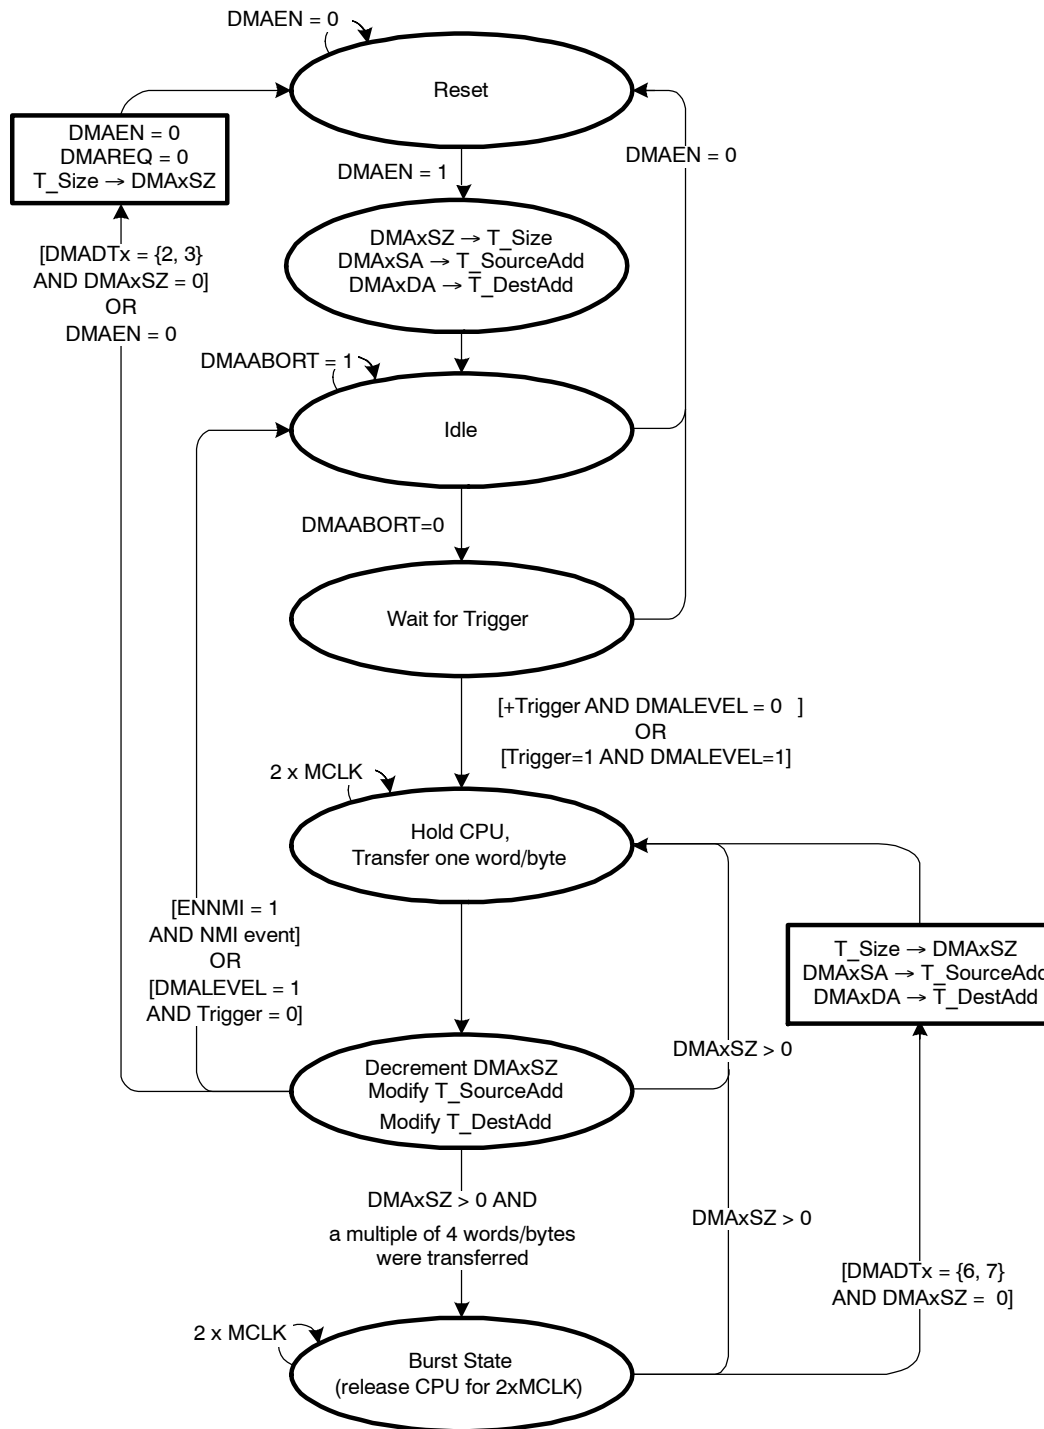 DMAEN = 0
Reset
DMAEN = 0
DMAREQ = 0
T_Size → DMAxSZ
DMAEN = 0
DMAEN = 1
DMAxSZ → T_Size
DMAxSA → T_SourceAdd
DMAxDA → T_DestAdd
[DMADTx = {2, 3}
AND DMAxSZ = 0]
OR
DMAEN = 0
DMAABORT = 1
Idle
DMAABORT=0
Wait for Trigger
[+Trigger AND DMALEVEL = 0 ]
OR
[Trigger=1 AND DMALEVEL=1]
2 x MCLK
Hold CPU,
Transfer one word/byte
[ENNMI = 1
AND NMI event]
OR
[DMALEVEL = 1
AND Trigger = 0]
T_Size → DMAxSZ
DMAxSA → T_SourceAdd
DMAxDA → T_DestAdd
DMAxSZ > 0
Decrement DMAxSZ
Modify T_SourceAdd
Modify T_DestAdd
DMAxSZ > 0 AND
a multiple of 4 words/bytes
were transferred
DMAxSZ > 0
[DMADTx = {6, 7}
AND DMAxSZ = 0]
2 x MCLK
Burst State
(release CPU for 2xMCLK)